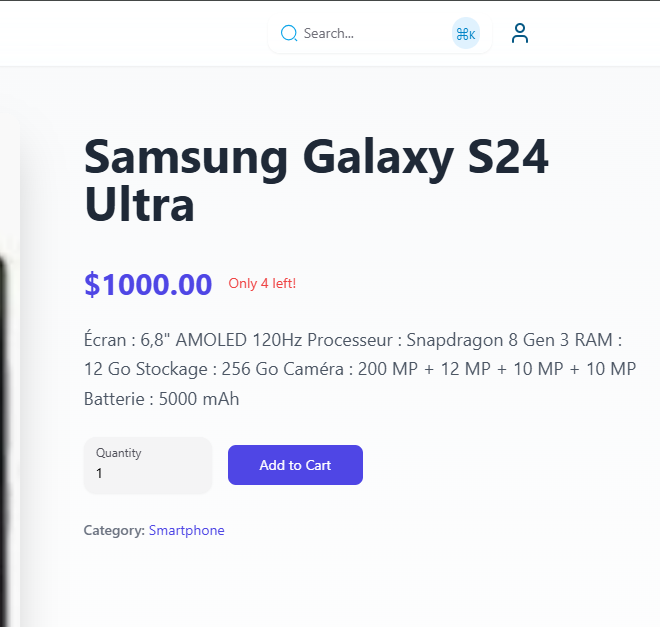 Search...
⌘K
Samsung Galaxy S24
Ultra
$1000.00
Only 4 left!
Écran : 6,8" AMOLED 120Hz Processeur : Snapdragon 8 Gen 3 RAM :
12 Go Stockage : 256 Go Caméra : 200 MP + 12 MP + 10 MP + 10 MP
Batterie : 5000 mAh
Quantity
1
Add to Cart
Category: Smartphone